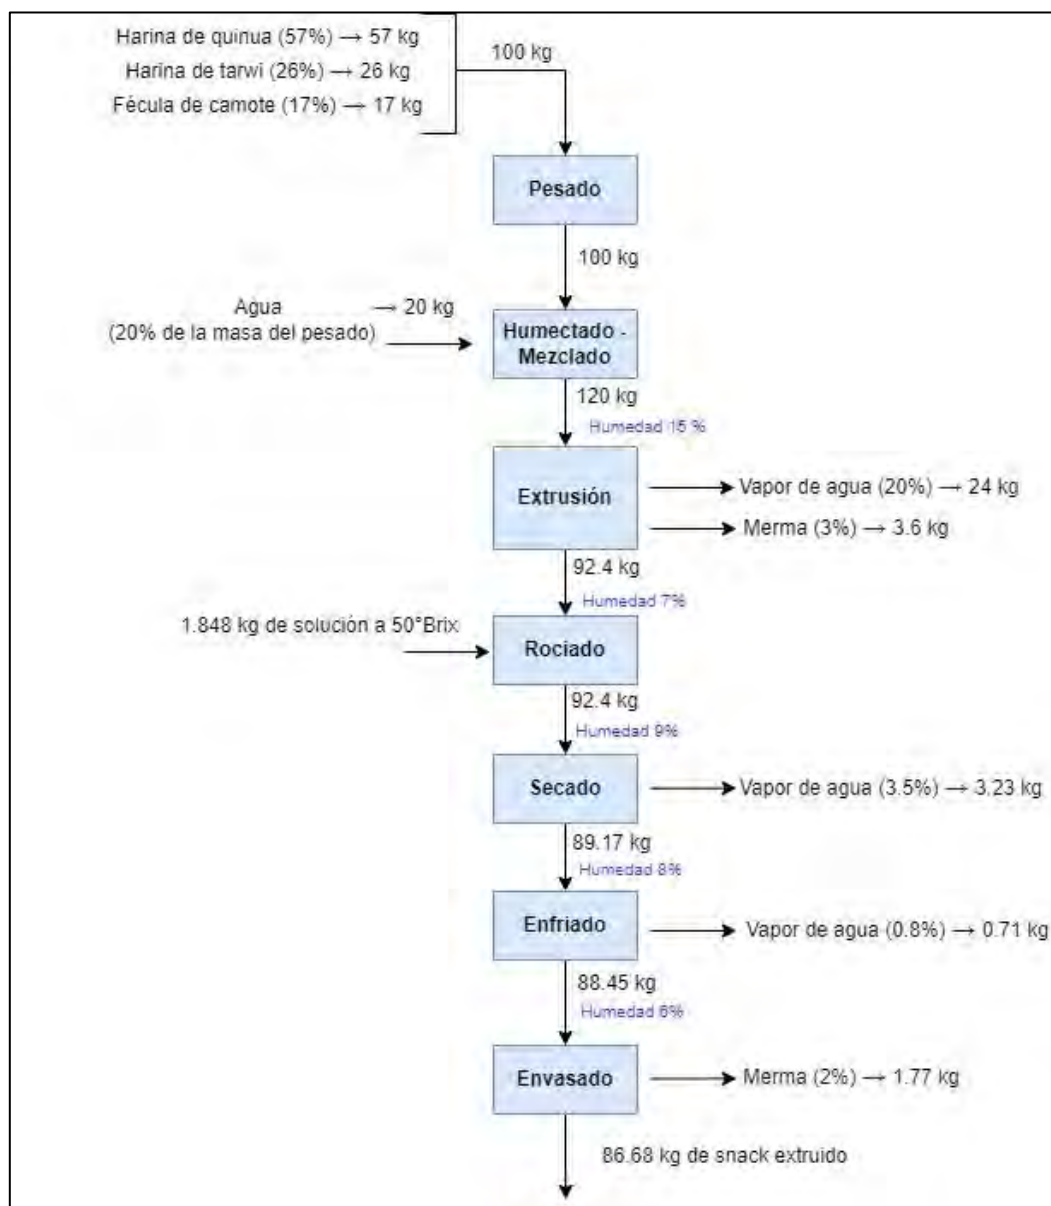 Harina de quinua (57%) → 57 kg
Harina de tarwi (26%) → 26 kg
Fécula de camote (17%) → 17 kg
100 kg
Pesado
100 kg
Agua → 20 kg
(20% de la masa del pesado)
Humectado -
Mezclado
120 kg
Humedad 15 %
Extrusión
Vapor de agua (20%) → 24 kg
Merma (3%) → 3.6 kg
92.4 kg
Humedad 7%
1.848 kg de solución a 50°Brix
Rociado
92.4 kg
Humedad 9%
Secado
Vapor de agua (3.5%) → 3.23 kg
89.17 kg
Humedad 8%
Enfriado
Vapor de agua (0.8%) → 0.71 kg
88.45 kg
Humedad 6%
Envasado
Merma (2%) → 1.77 kg
86.68 kg de snack extruido